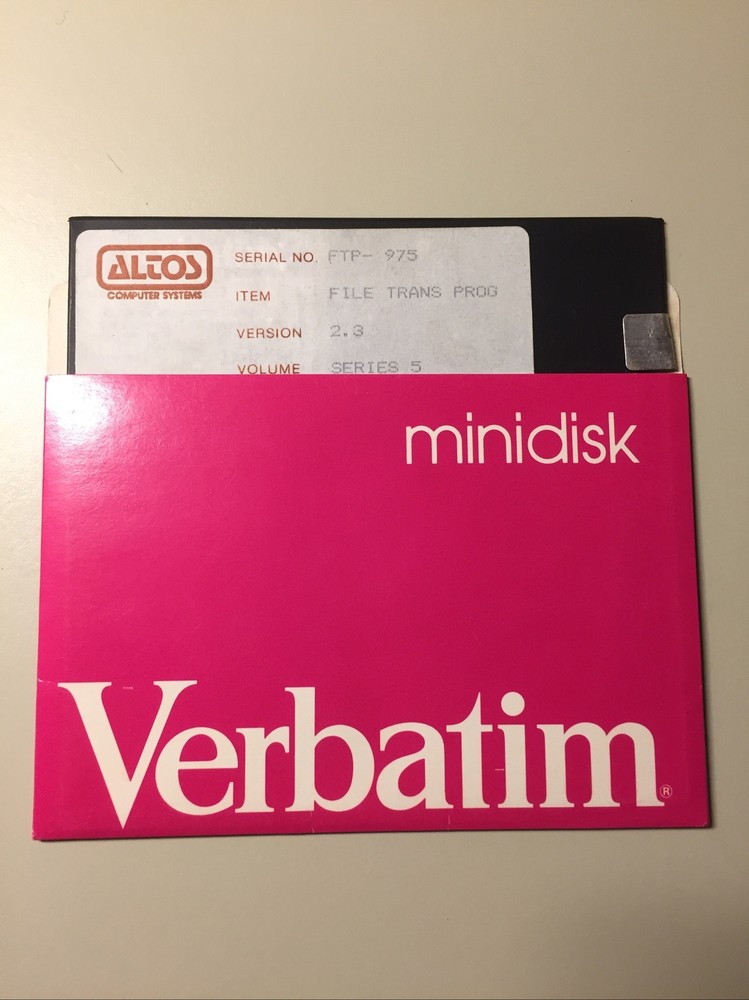 ALTOS
COMPUTER SYSTEMS
SERIAL NO. FTP- 975
ITEM FILE TRANS PROG
VERSION 2.3
VOLUME SERIES 5
minidisk
Verbatim®